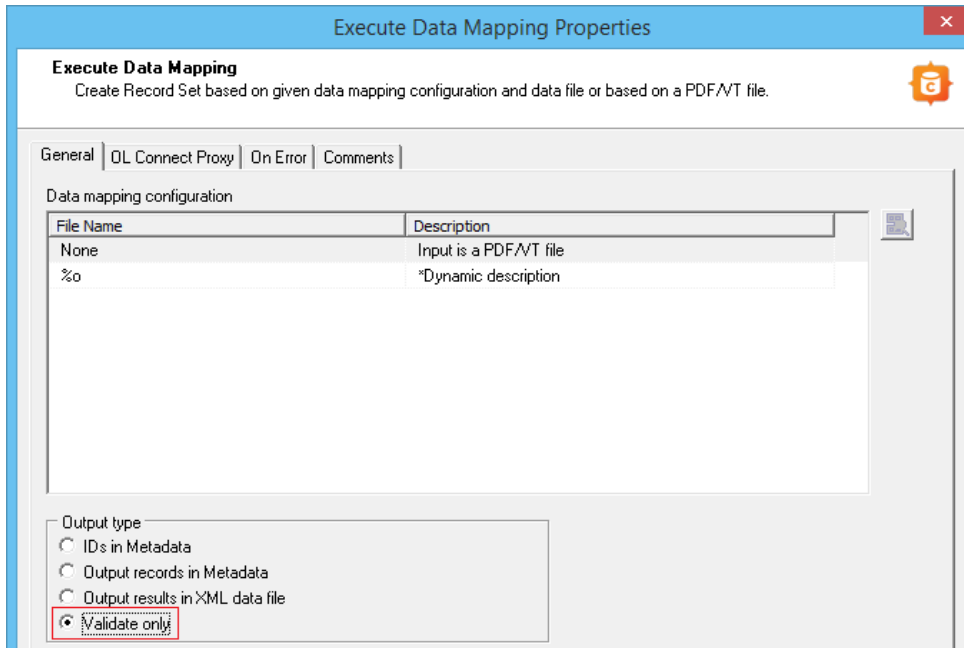 Execute Data Mapping Properties
Execute Data Mapping
Create Record Set based on given data mapping configuration and data file or based on a PDF/VT file.
General OL Connect Proxy On Error Comments
Data mapping configuration
File Name Description
None Input is a PDF/VT file
%o *Dynamic description
Output type
IDs in Metadata
Output records in Metadata
Output results in XML data file
Validate only